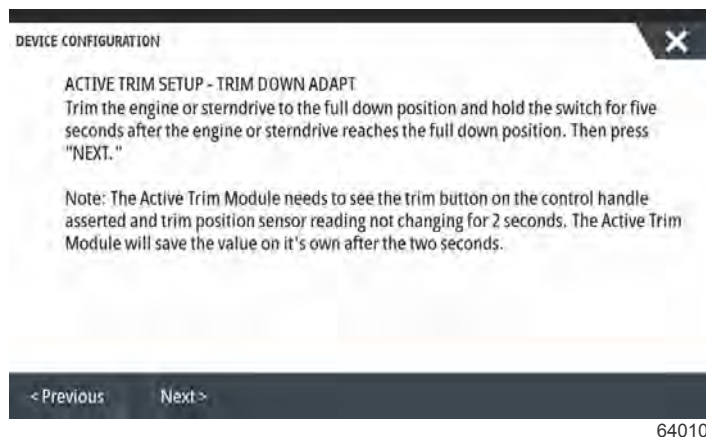 DEVICE CONFIGURATION
X
ACTIVE TRIM SETUP - TRIM DOWN ADAPT
Trim the engine or sterndrive to the full down position and hold the switch for five
seconds after the engine or sterndrive reaches the full down position. Then press
"NEXT."
Note: The Active Trim Module needs to see the trim button on the control handle
asserted and trim position sensor reading not changing for 2 seconds. The Active Trim
Module will save the value on it's own after the two seconds.
< Previous Next >
64010